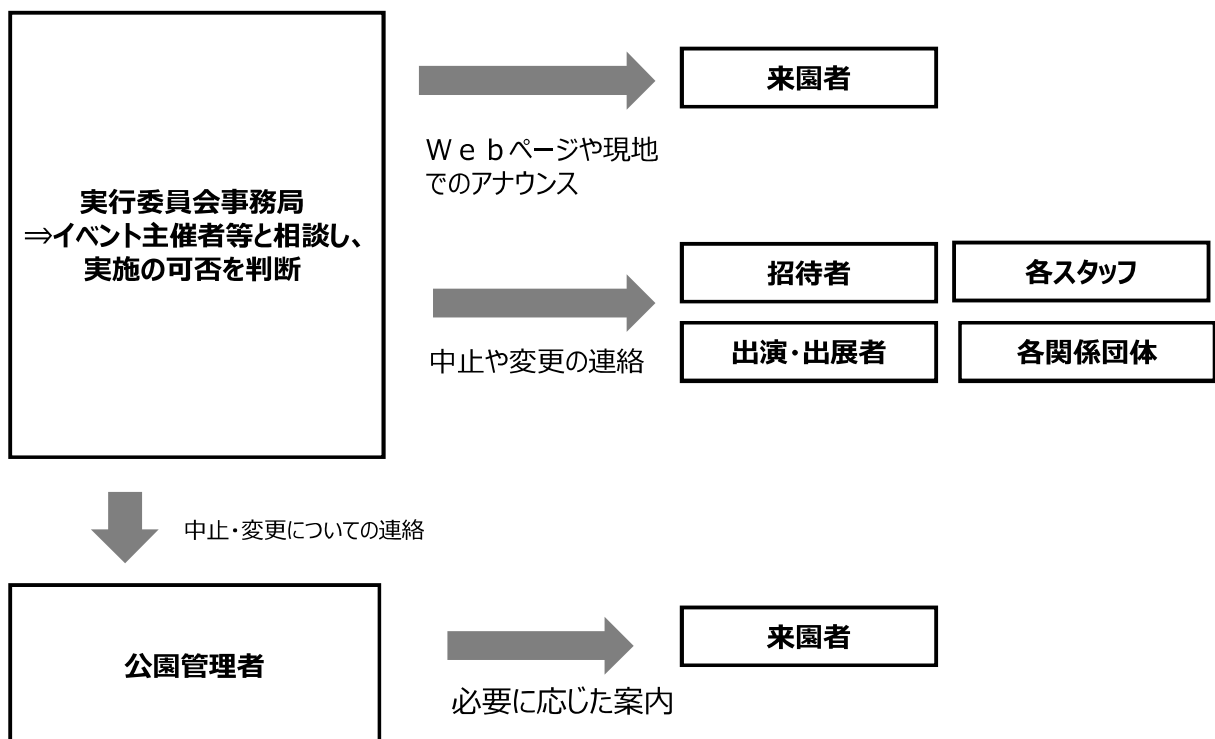 実行委員会事務局
⇒イベント主催者等と相談し、
実施の可否を判断
来園者
Ｗｅｂページや現地
でのアナウンス
招待者
各スタッフ
出演・出展者
各関係団体
中止や変更の連絡
中止・変更についての連絡
公園管理者
来園者
必要に応じた案内